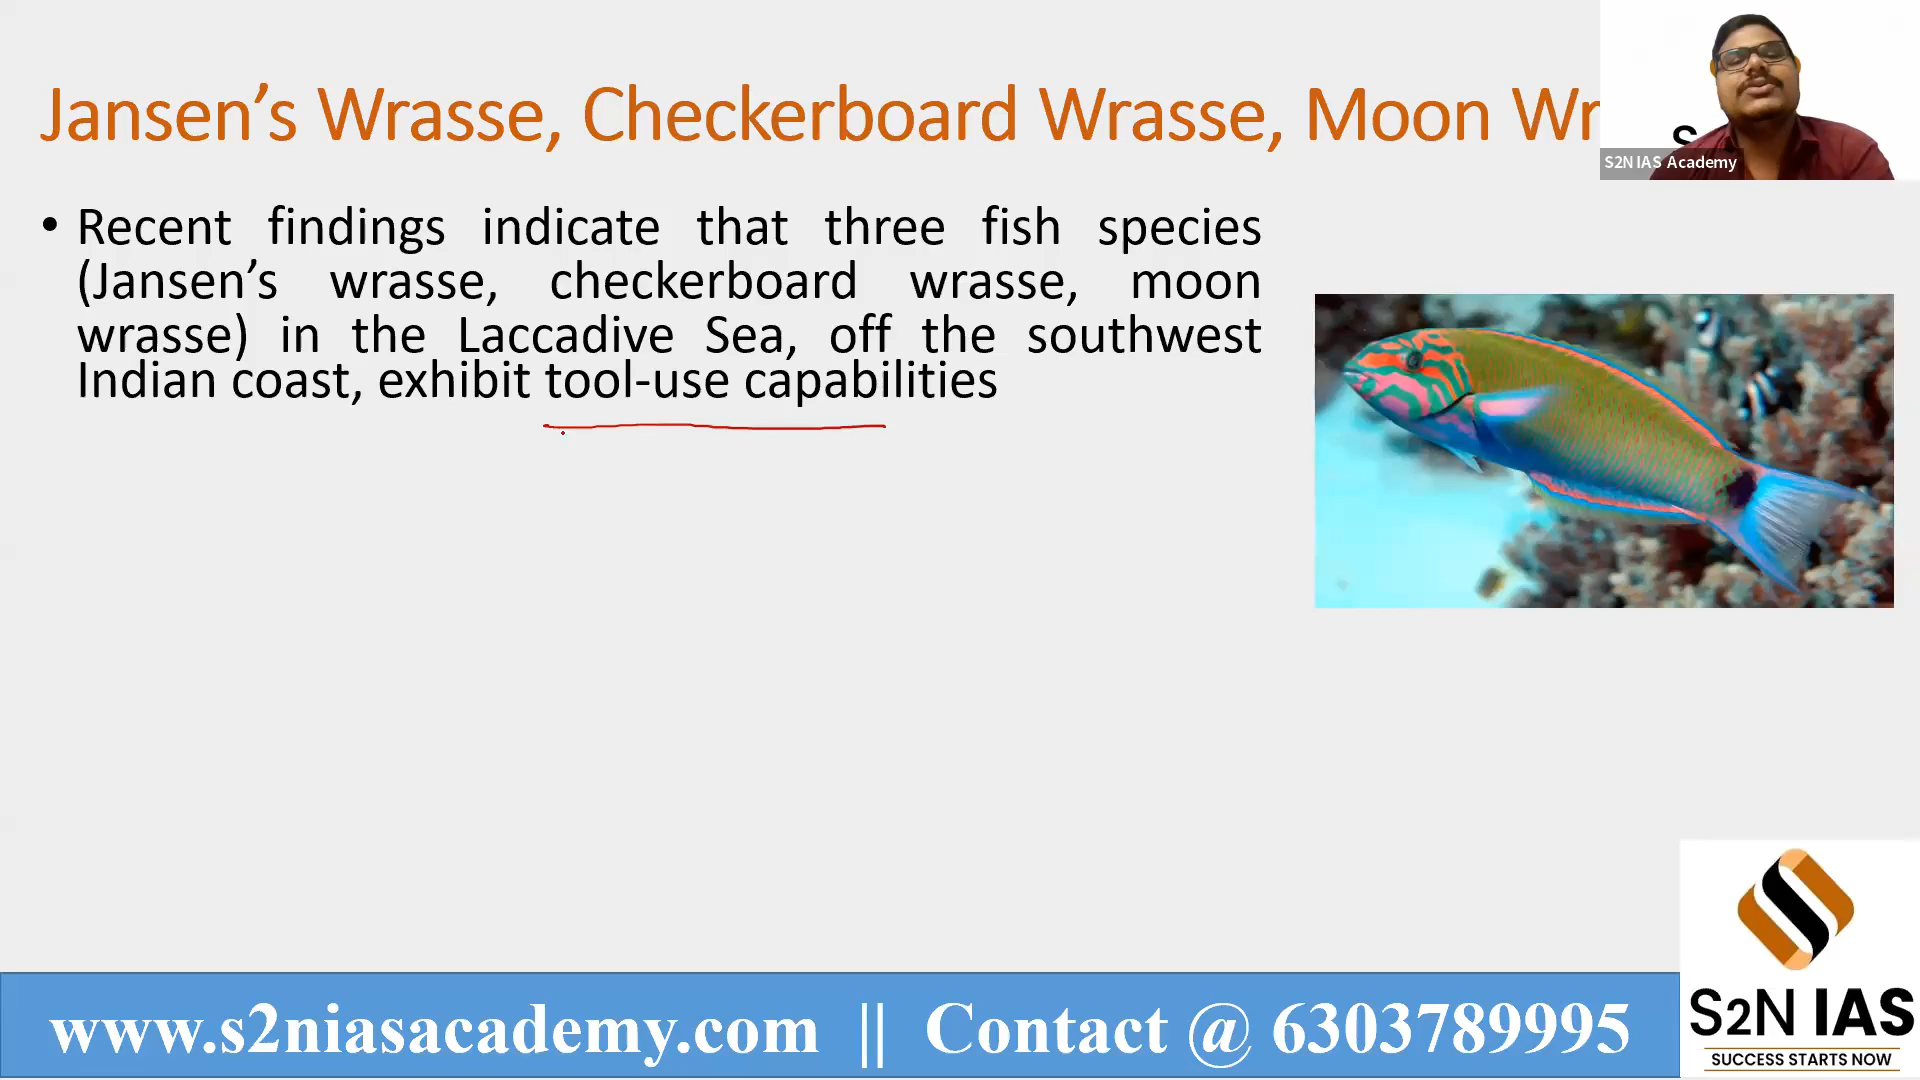 Jansen’s Wrasse, Checkerboard Wrasse, Moon Wr
S2N IAS Academy
• Recent findings indicate that three fish species
(Jansen’s wrasse, checkerboard wrasse, moon
wrasse) in the Laccadive Sea, off the southwest
Indian coast, exhibit tool-use capabilities
S2N IAS
SUCCESS STARTS NOW
www.s2niasacademy.com || Contact @ 6303789995